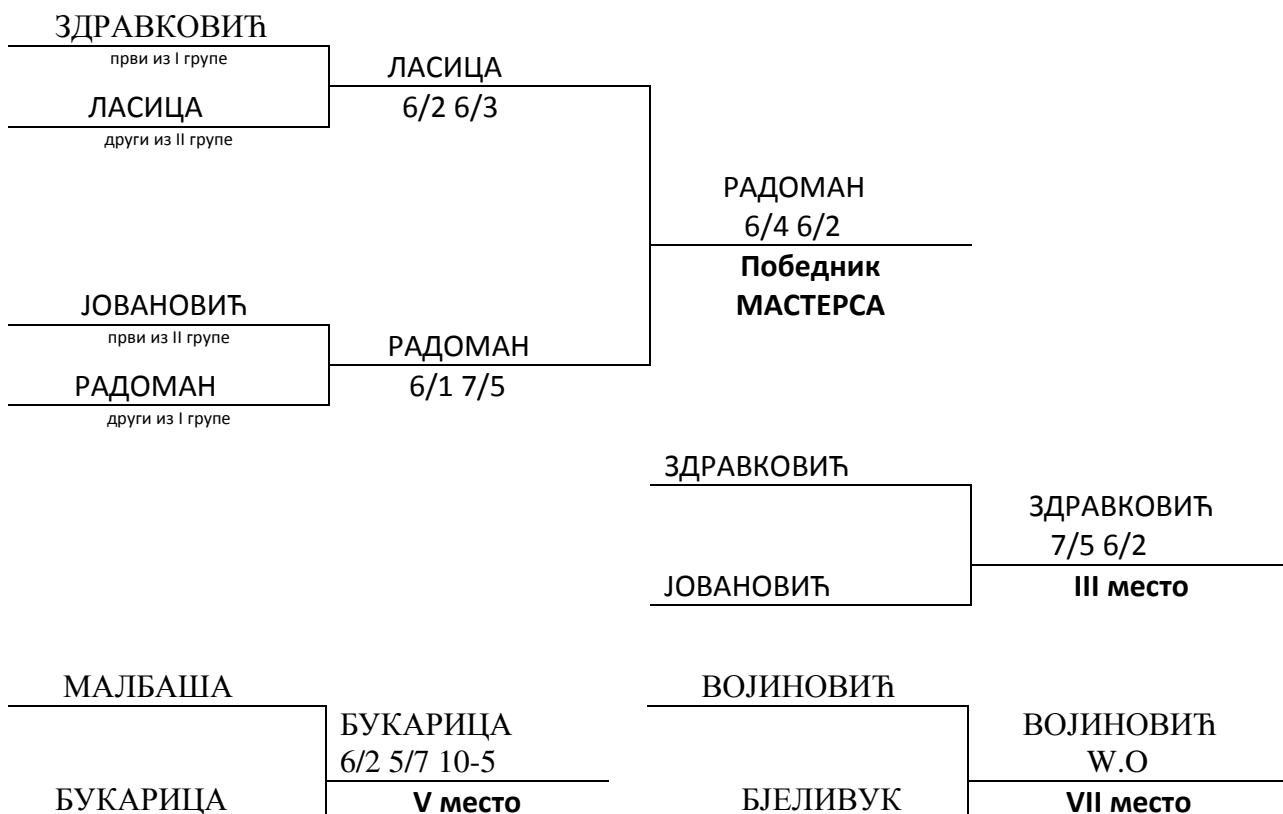 ЗДРАВКОВИЋ
први из I групе
ЛАСИЦА
ЛАСИЦА
6/2 6/3
други из II групе
РАДОМАН
6/4 6/2
Победник
МАСТЕРСА
ЈОВАНОВИЋ
први из II групе
РАДОМАН
РАДОМАН
6/1 7/5
други из I групе
ЗДРАВКОВИЋ
ЗДРАВКОВИЋ
7/5 6/2
ЈОВАНОВИЋ
III место
МАЛБАША
БУКАРИЦА
6/2 5/7 10-5
БУКАРИЦА
V место
ВОЈИНОВИЋ
ВОЈИНОВИЋ
W.O
БЈЕЛИВУК
VII место